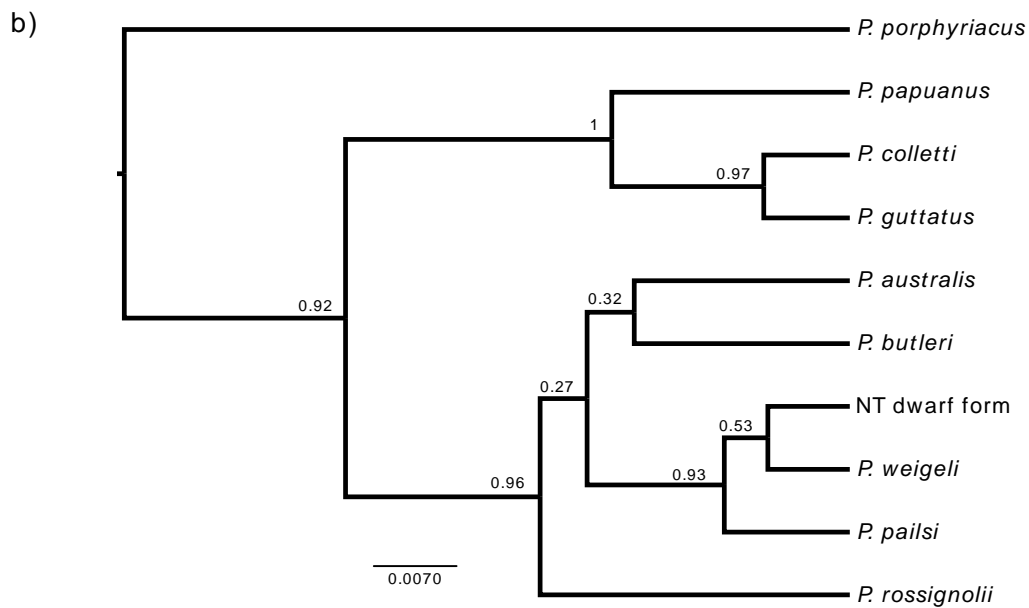 b)
P. porphyriacus
P. papuanus
1
P. colletti
0.97
P. guttatus
P. australis
0.32
0.92
P. butleri
0.27
NT dwarf form
0.53
P. weigeli
0.93
0.96
P. pailsi
0.0070
P. rossignolii